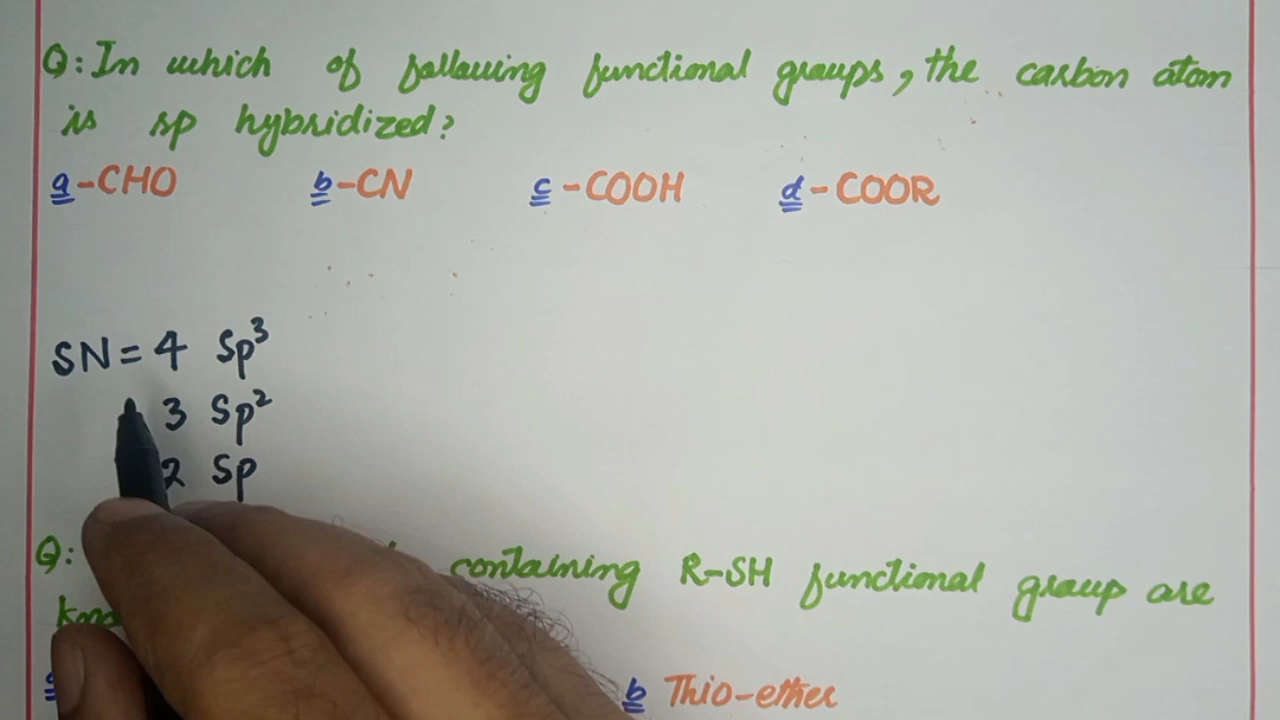 Q: In which of following functional groups, the carbon atom
is sp hybridized?
a -CHO b -CN c -COOH d -COOR
SN = 4 Sp³
3 Sp²
2 Sp
Q: containing R-SH functional group are
b Thio-ether